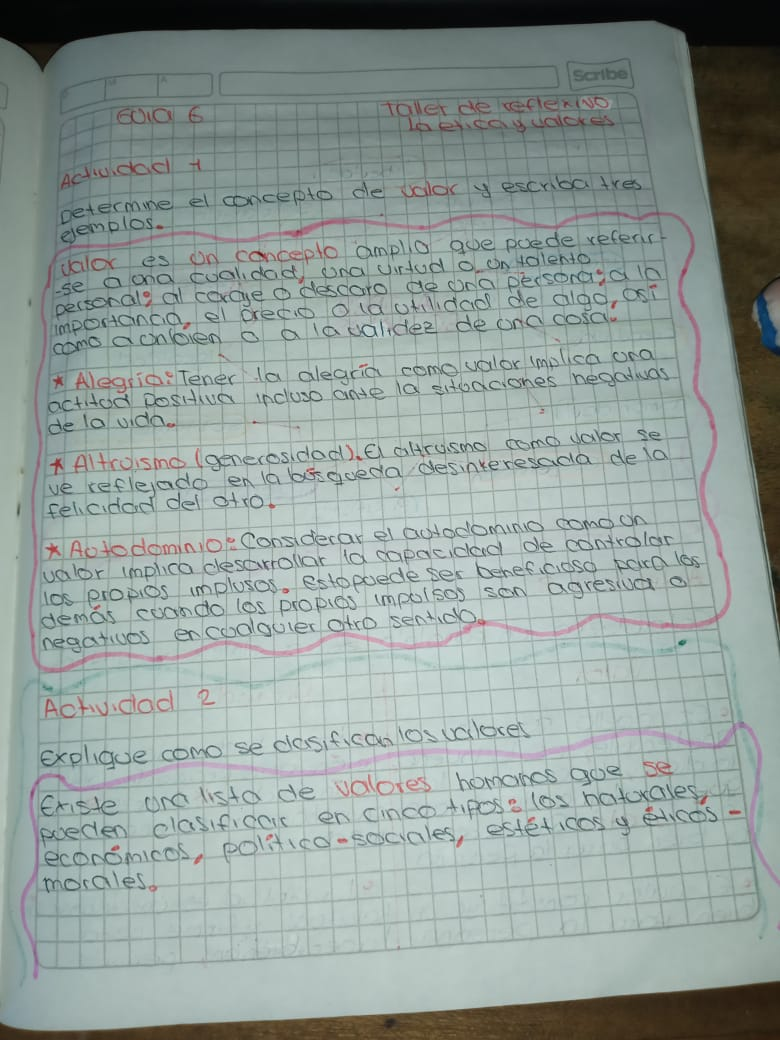 Scribe
Guia 6
Taller de reflexivo
la etica y valores
Actividad 1
Determine el concepto de valor y escriba tres
ejemplos.
valor es un concepto amplio que puede referir-
-se a una cualidad, una virtud o un talento
personal; al coraje o descaro de una persona; a la
importancia, el precio o la utilidad de algo, así
como a un bien o a la validez de una cosa.
* Alegría: Tener la alegría como valor implica una
actitud positiva incluso ante la situaciones negativas
de la vida.
* Altruismo (generosidad). El altruismo como valor se
ve reflejado en la búsqueda desinteresada de la
felicidad del otro.
* Autodominio: Considerar el autodominio como un
valor implica desarrollar la capacidad de controlar
los propios implusos. esto puede ser beneficioso para los
demás cuando los propios impulsos son agresiva o
negativos en cualquier otro sentido.
Actividad 2
Explique como se clasifican los valores
Existe una lista de valores humanos que se
pueden clasificar en cinco tipos: los naturales,
económicos, político-sociales, estéticos y éticos-
morales.